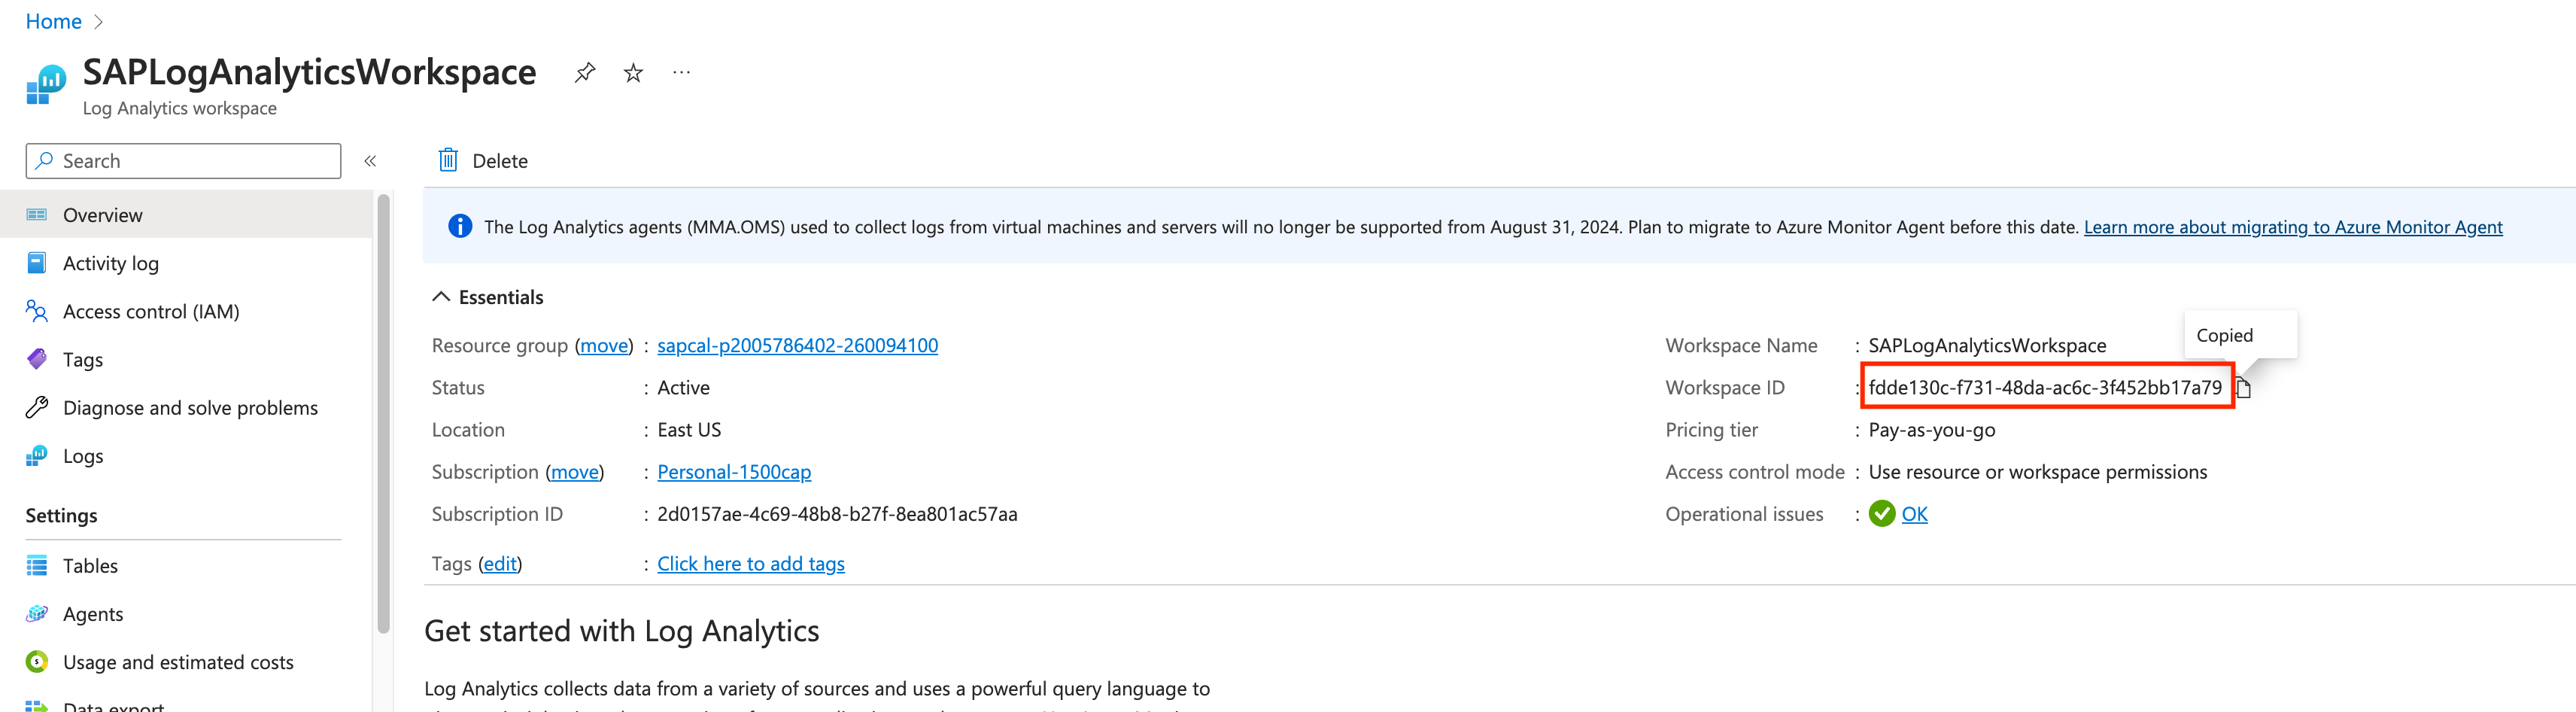 Home
SAPLogAnalyticsWorkspace
Log Analytics workspace
Search
Delete
Overview
Activity log
Access control (IAM)
Tags
Diagnose and solve problems
Logs
Settings
Tables
Agents
Usage and estimated costs
Data export
The Log Analytics agents (MMA.OMS) used to collect logs from virtual machines and servers will no longer be supported from August 31, 2024. Plan to migrate to Azure Monitor Agent before this date. Learn more about migrating to Azure Monitor Agent
Essentials
Resource group (move) : sapcal-p2005786402-260094100
Status : Active
Location : East US
Subscription (move) : Personal-1500cap
Subscription ID : 2d0157ae-4c69-48b8-b27f-8ea801ac57aa
Tags (edit) : Click here to add tags
Copied
Workspace Name : SAPLogAnalyticsWorkspace
Workspace ID : fdde130c-f731-48da-ac6c-3f452bb17a79
Pricing tier : Pay-as-you-go
Access control mode : Use resource or workspace permissions
Operational issues : OK
Get started with Log Analytics
Log Analytics collects data from a variety of sources and uses a powerful query language to